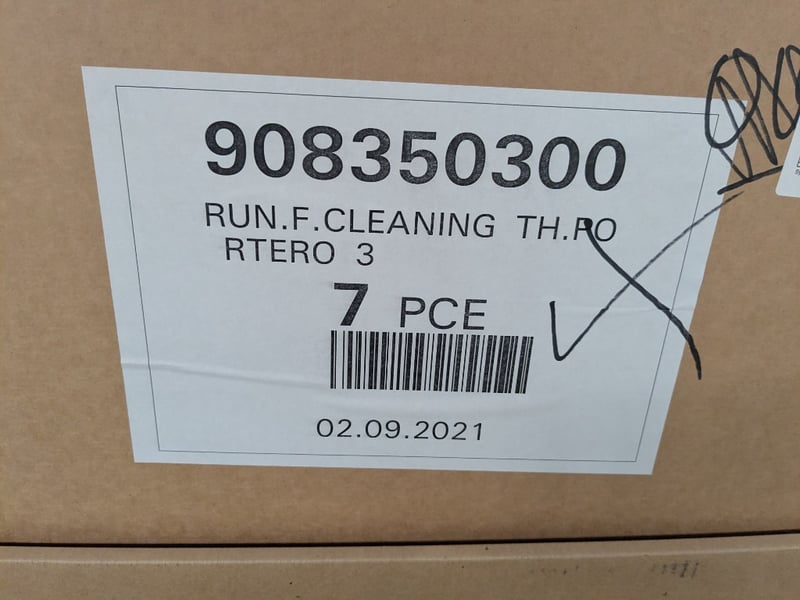 908350300
RUN.F.CLEANING TH.PO
RTERO 3
7 PCE
02.09.2021